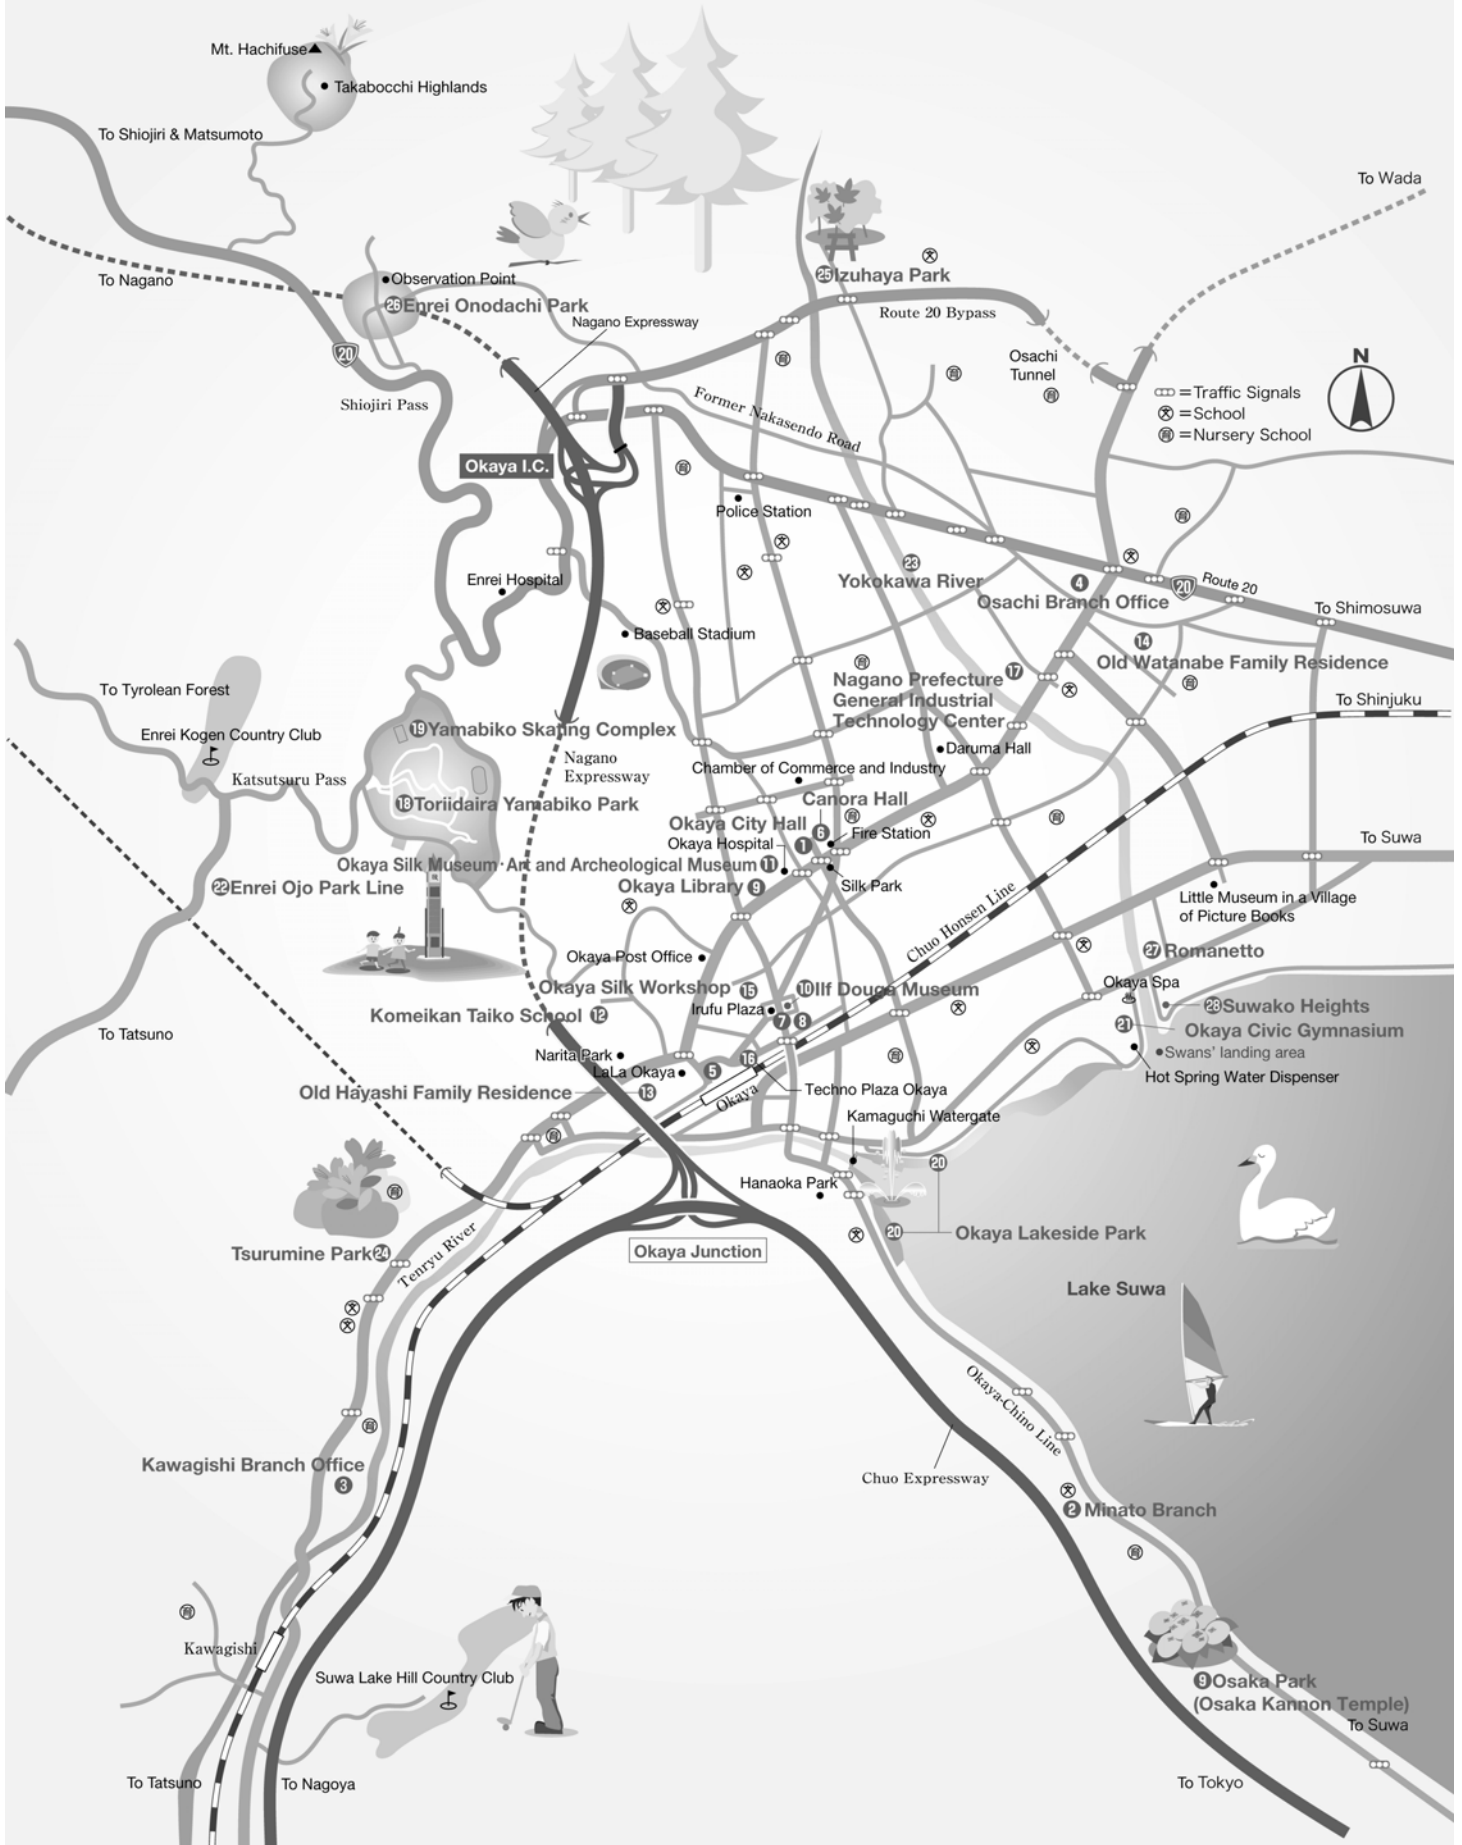 Mt. Hachifuse
Takabocchi Highlands
To Shiojiri & Matsumoto
To Wada
To Nagano
Observation Point
26 Enrei Onodachi Park
25 Izuhaya Park
Nagano Expressway
Route 20 Bypass
20
Osachi
Tunnel
N
=Traffic Signals
文 =School
=Nursery School
Shiojiri Pass
Former Nakasendo Road
Okaya I.C.
Police Station
23
Yokokawa River
Enrei Hospital
4
Osachi Branch Office
20
Route 20
To Shimosuwa
Baseball Stadium
14
Old Watanabe Family Residence
To Tyrolean Forest
Nagano Prefecture 17
General Industrial
Technology Center
To Shinjuku
Enrei Kogen Country Club
19 Yamabiko Skating Complex
Daruma Hall
Nagano
Expressway
Katsutsuru Pass
Chamber of Commerce and Industry
18 Toriidaira Yamabiko Park
Canora Hall
6
Okaya City Hall
1
Fire Station
Okaya Hospital
To Suwa
Okaya Silk Museum·Art and Archeological Museum 11
Silk Park
22 Enrei Ojo Park Line
Okaya Library 9
Little Museum in a Village
of Picture Books
Chuo Honsen Line
27 Romanetto
Okaya Post Office
Okaya Spa
Okaya Silk Workshop 15
10 Ilf Douga Museum
28 Suwako Heights
Irufu Plaza
7 8
Komeikan Taiko School 12
21
Okaya Civic Gymnasium
To Tatsuno
Narita Park
Swans' landing area
LaLa Okaya
5
16
Hot Spring Water Dispenser
Old Hayashi Family Residence
13
Okaya
Techno Plaza Okaya
Kamaguchi Watergate
20
Hanaoka Park
Tsurumine Park 24
Tenryu River
20
Okaya Lakeside Park
Okaya Junction
Lake Suwa
Okaya-Chino Line
Kawagishi Branch Office
3
Chuo Expressway
2 Minato Branch
Kawagishi
Suwa Lake Hill Country Club
9 Osaka Park
(Osaka Kannon Temple)
To Suwa
To Tatsuno
To Nagoya
To Tokyo